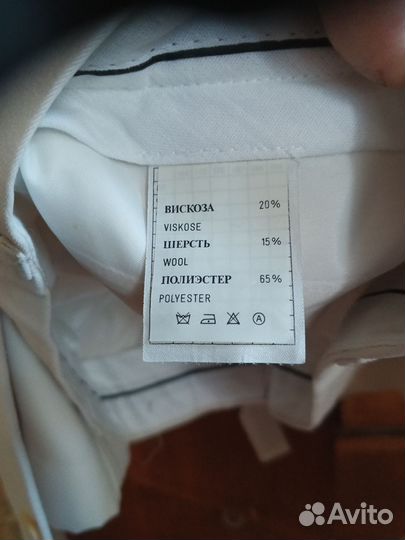 ВИСКОЗА 20%
VISKOSE
ШЕРСТЬ 15%
WOOL
ПОЛИЭСТЕР 65%
POLYESTER
A
Avito